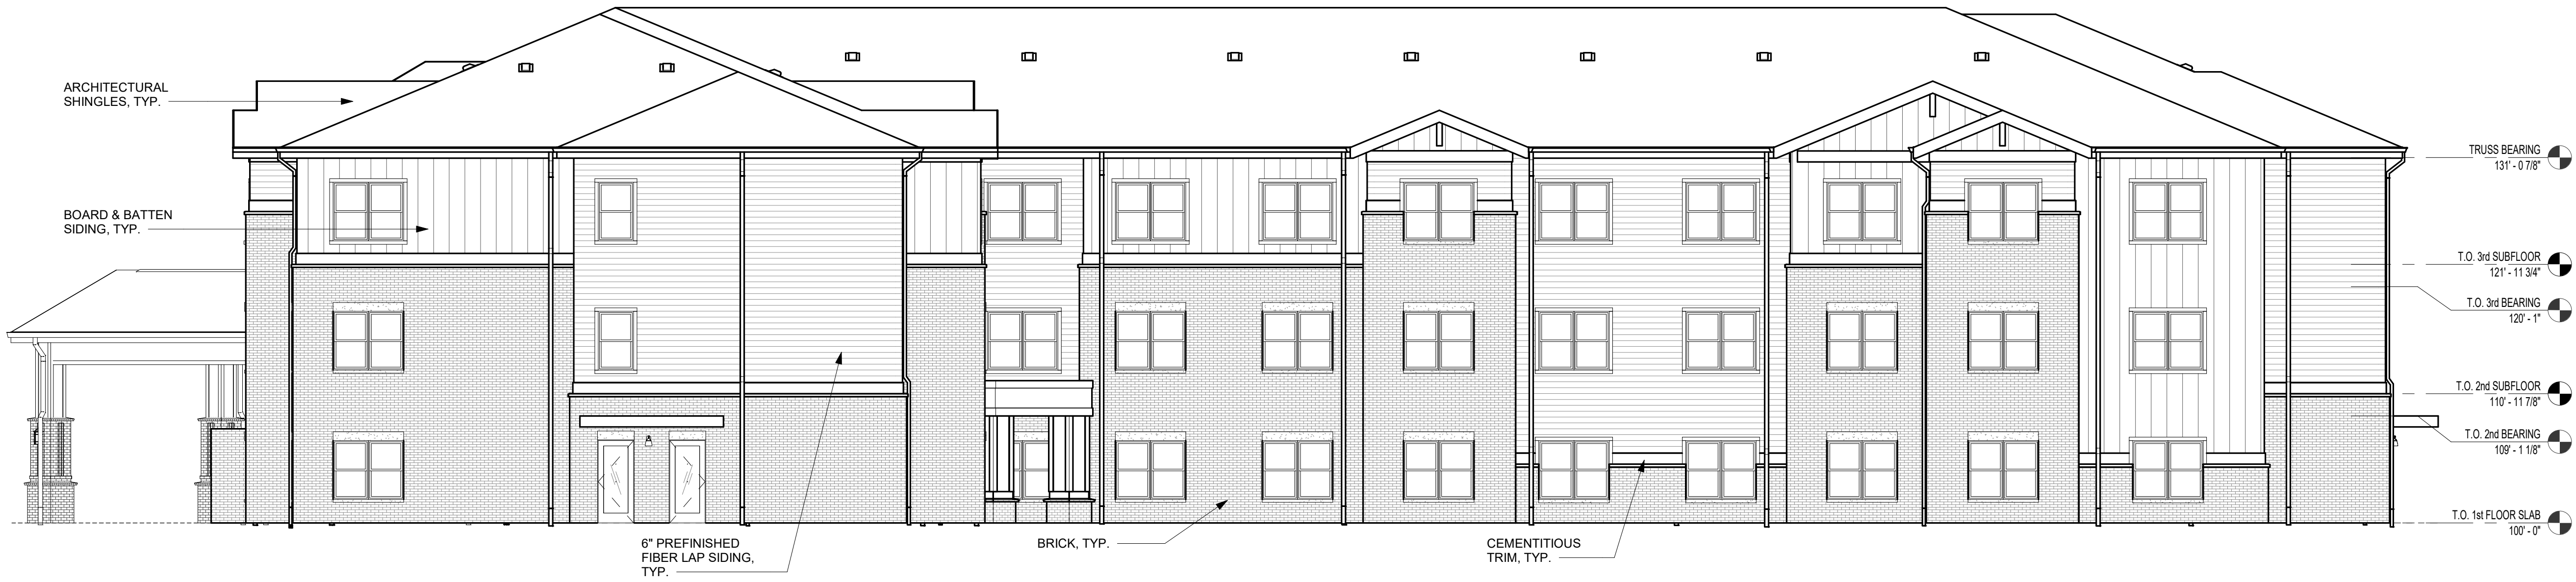 ARCHITECTURAL
SHINGLES, TYP.
BOARD & BATTEN
SIDING, TYP.
6" PREFINISHED
FIBER LAP SIDING,
TYP.
BRICK, TYP.
CEMENTITIOUS
TRIM, TYP.
TRUSS BEARING
131' - 0 7/8"
T.O. 3rd SUBFLOOR
121' - 11 3/4"
T.O. 3rd BEARING
120' - 1"
T.O. 2nd SUBFLOOR
110' - 11 7/8"
T.O. 2nd BEARING
109' - 1 1/8"
T.O. 1st FLOOR SLAB
100' - 0"